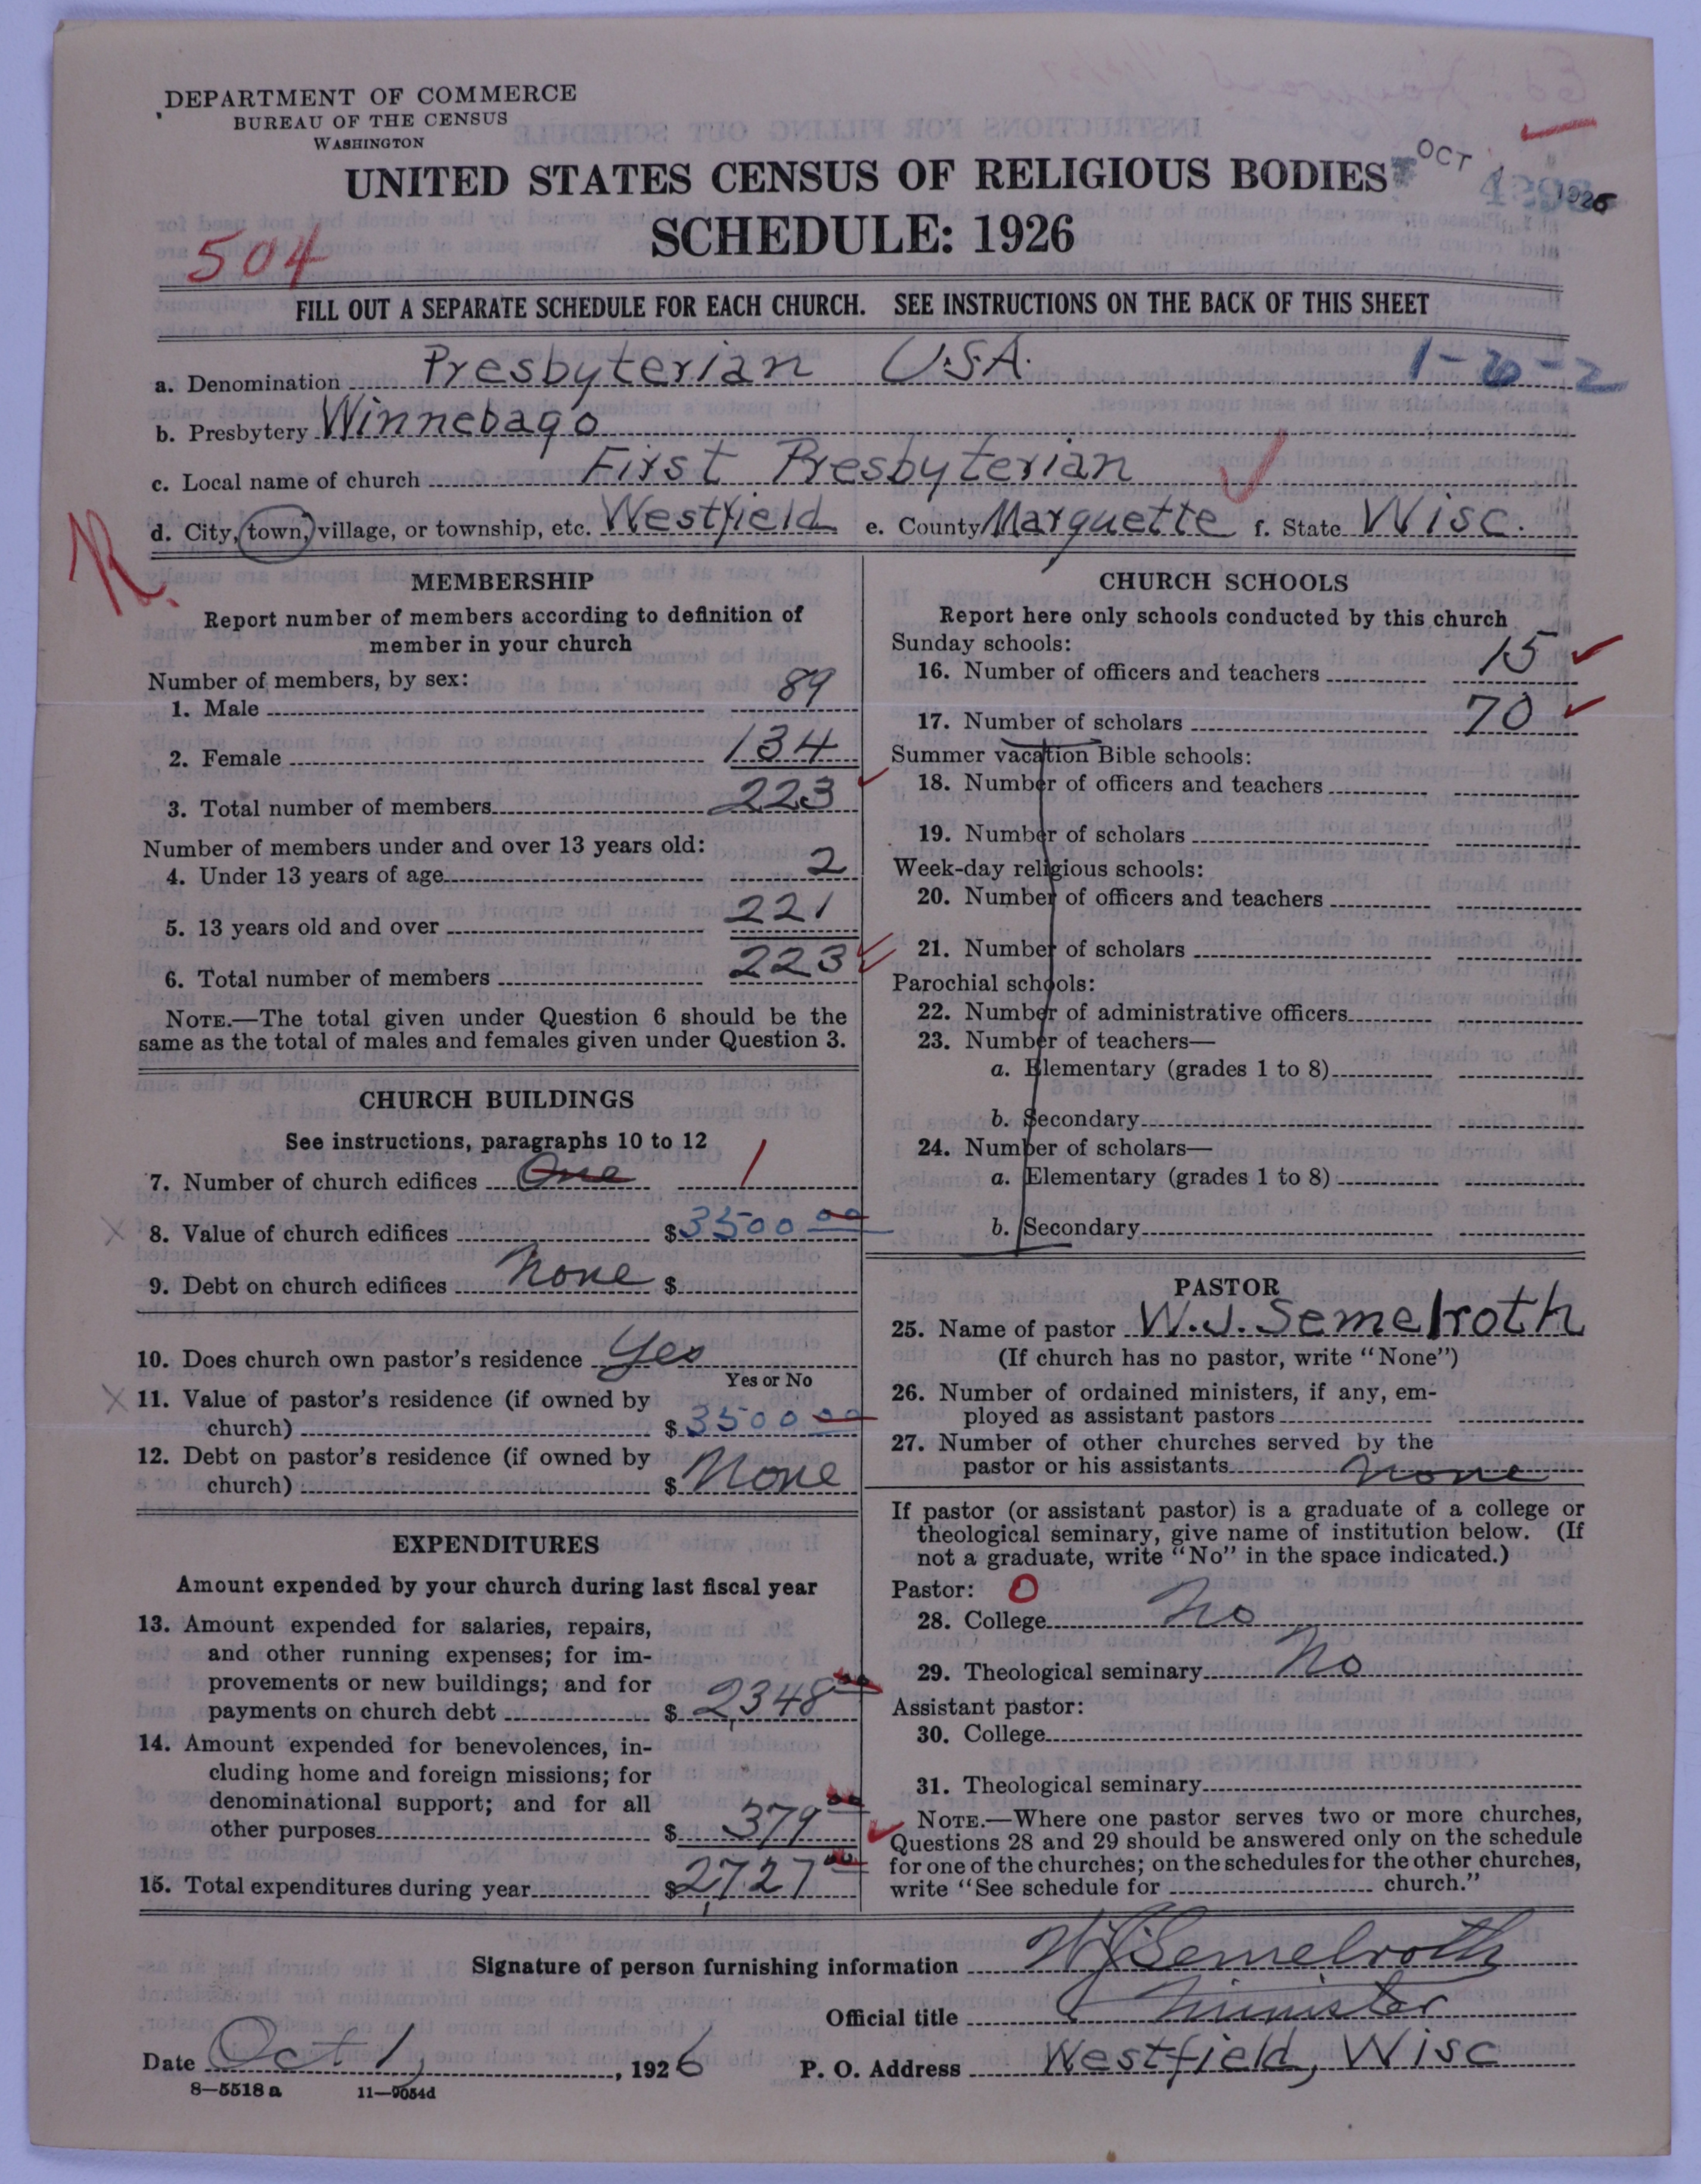 DEPARTMENT OF COMMERCE
BUREAU OF THE CENSUS
WASHINGTON
UNITED STATES CENSUS OF RELIGIOUS BODIES
OCT 1 1926
SCHEDULE: 1926
504
FILL OUT A SEPARATE SCHEDULE FOR EACH CHURCH. SEE INSTRUCTIONS ON THE BACK OF THIS SHEET
a. Denomination Presbyterian U.S.A. 1-6-2
b. Presbytery Winnebago
c. Local name of church First Presbyterian
d. City, town, village, or township, etc. Westfield e. County Marquette f. State Wisc.
R.
MEMBERSHIP
Report number of members according to definition of
member in your church
Number of members, by sex:
1. Male 89
2. Female 134
3. Total number of members 223
Number of members under and over 13 years old:
4. Under 13 years of age 2
5. 13 years old and over 221
6. Total number of members 223
NOTE.—The total given under Question 6 should be the
same as the total of males and females given under Question 3.
CHURCH BUILDINGS
See instructions, paragraphs 10 to 12
7. Number of church edifices One 1
8. Value of church edifices $3500 00
9. Debt on church edifices None $
10. Does church own pastor's residence Yes
Yes or No
11. Value of pastor's residence (if owned by
church) $3500 00
12. Debt on pastor's residence (if owned by
church) $ None
EXPENDITURES
Amount expended by your church during last fiscal year
13. Amount expended for salaries, repairs,
and other running expenses; for im-
provements or new buildings; and for
payments on church debt $ 2,348 00
14. Amount expended for benevolences, in-
cluding home and foreign missions; for
denominational support; and for all
other purposes $ 379 00
15. Total expenditures during year $2,727 00
CHURCH SCHOOLS
Report here only schools conducted by this church
Sunday schools:
16. Number of officers and teachers 15
17. Number of scholars 70
Summer vacation Bible schools:
18. Number of officers and teachers
19. Number of scholars
Week-day religious schools:
20. Number of officers and teachers
21. Number of scholars
Parochial schools:
22. Number of administrative officers
23. Number of teachers—
a. Elementary (grades 1 to 8)
b. Secondary
24. Number of scholars—
a. Elementary (grades 1 to 8)
b. Secondary
PASTOR
25. Name of pastor W.J. Semelroth
(If church has no pastor, write "None")
26. Number of ordained ministers, if any, em-
ployed as assistant pastors
27. Number of other churches served by the
pastor or his assistants none
If pastor (or assistant pastor) is a graduate of a college or
theological seminary, give name of institution below. (If
not a graduate, write "No" in the space indicated.)
Pastor: 0
28. College No
29. Theological seminary No
Assistant pastor:
30. College
31. Theological seminary
NOTE.—Where one pastor serves two or more churches,
Questions 28 and 29 should be answered only on the schedule
for one of the churches; on the schedules for the other churches,
write "See schedule for church."
Signature of person furnishing information W J Semelroth
Official title Minister
Date Oct 1, 1926 P. O. Address Westfield, Wisc
8—5518 a 11—9054d